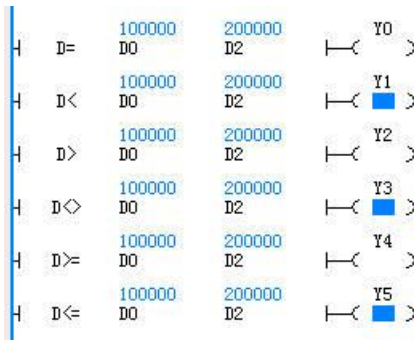 100000 200000 Y0
D= D0 D2
100000 200000 Y1
D< D0 D2
100000 200000 Y2
D> D0 D2
100000 200000 Y3
D<> D0 D2
100000 200000 Y4
D>= D0 D2
100000 200000 Y5
D<= D0 D2